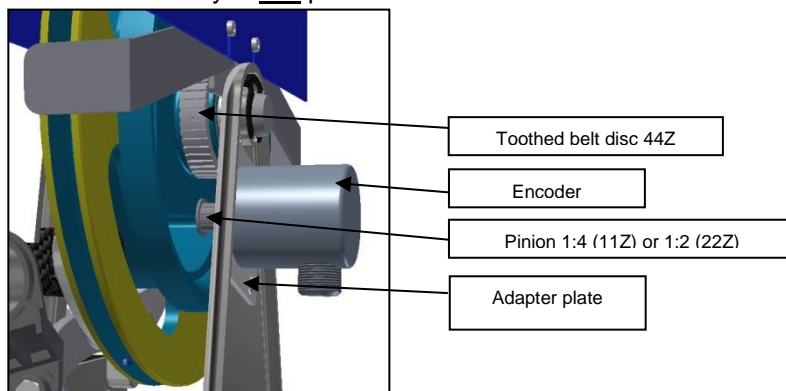 Toothed belt disc 44Z
Encoder
Pinion 1:4 (11Z) or 1:2 (22Z)
Adapter plate